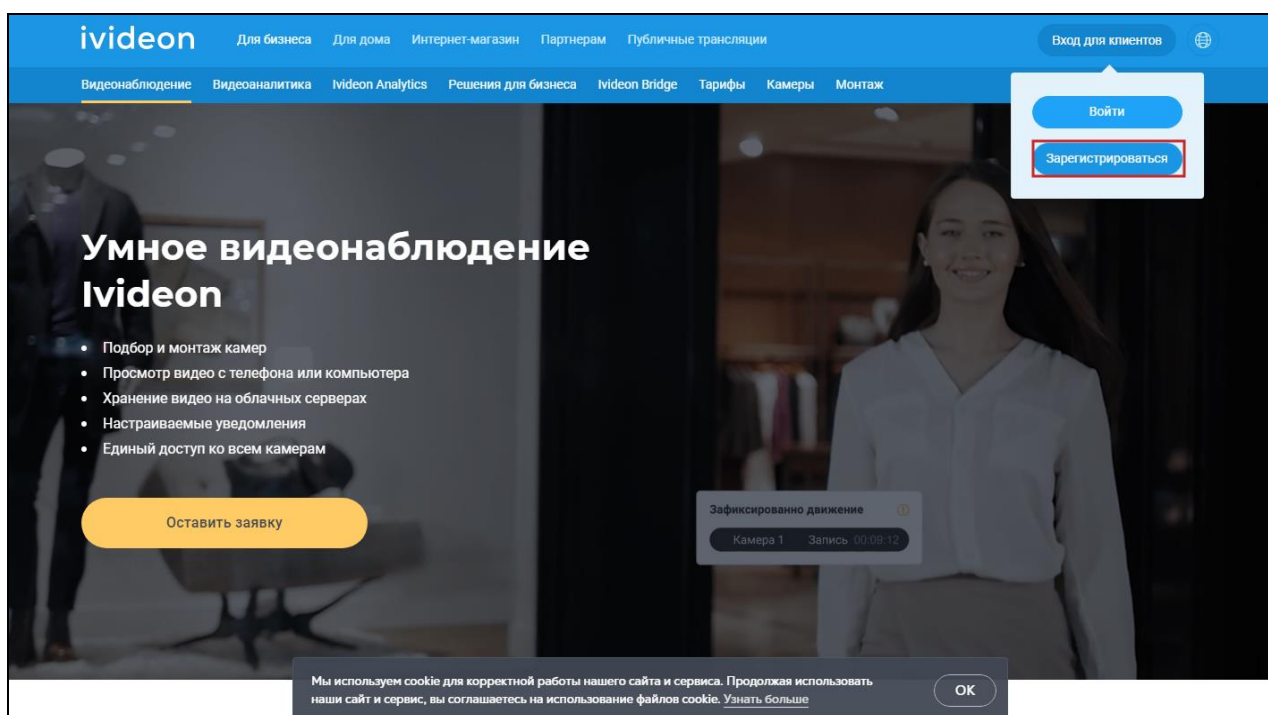 ivideon
Для бизнеса Для дома Интернет-магазин Партнерам Публичные трансляции
Вход для клиентов
Видеонаблюдение Видеоаналитика Ivideon Analytics Решения для бизнеса Ivideon Bridge Тарифы Камеры Монтаж
Войти
Зарегистрироваться
Умное видеонаблюдение
Ivideon
• Подбор и монтаж камер
• Просмотр видео с телефона или компьютера
• Хранение видео на облачных серверах
• Настраиваемые уведомления
• Единый доступ ко всем камерам
Оставить заявку
Зафиксированно движение
Камера 1 Запись 00:09:12
Мы используем cookie для корректной работы нашего сайта и сервиса. Продолжая использовать
наши сайт и сервис, вы соглашаетесь на использование файлов cookie. Узнать больше
OK